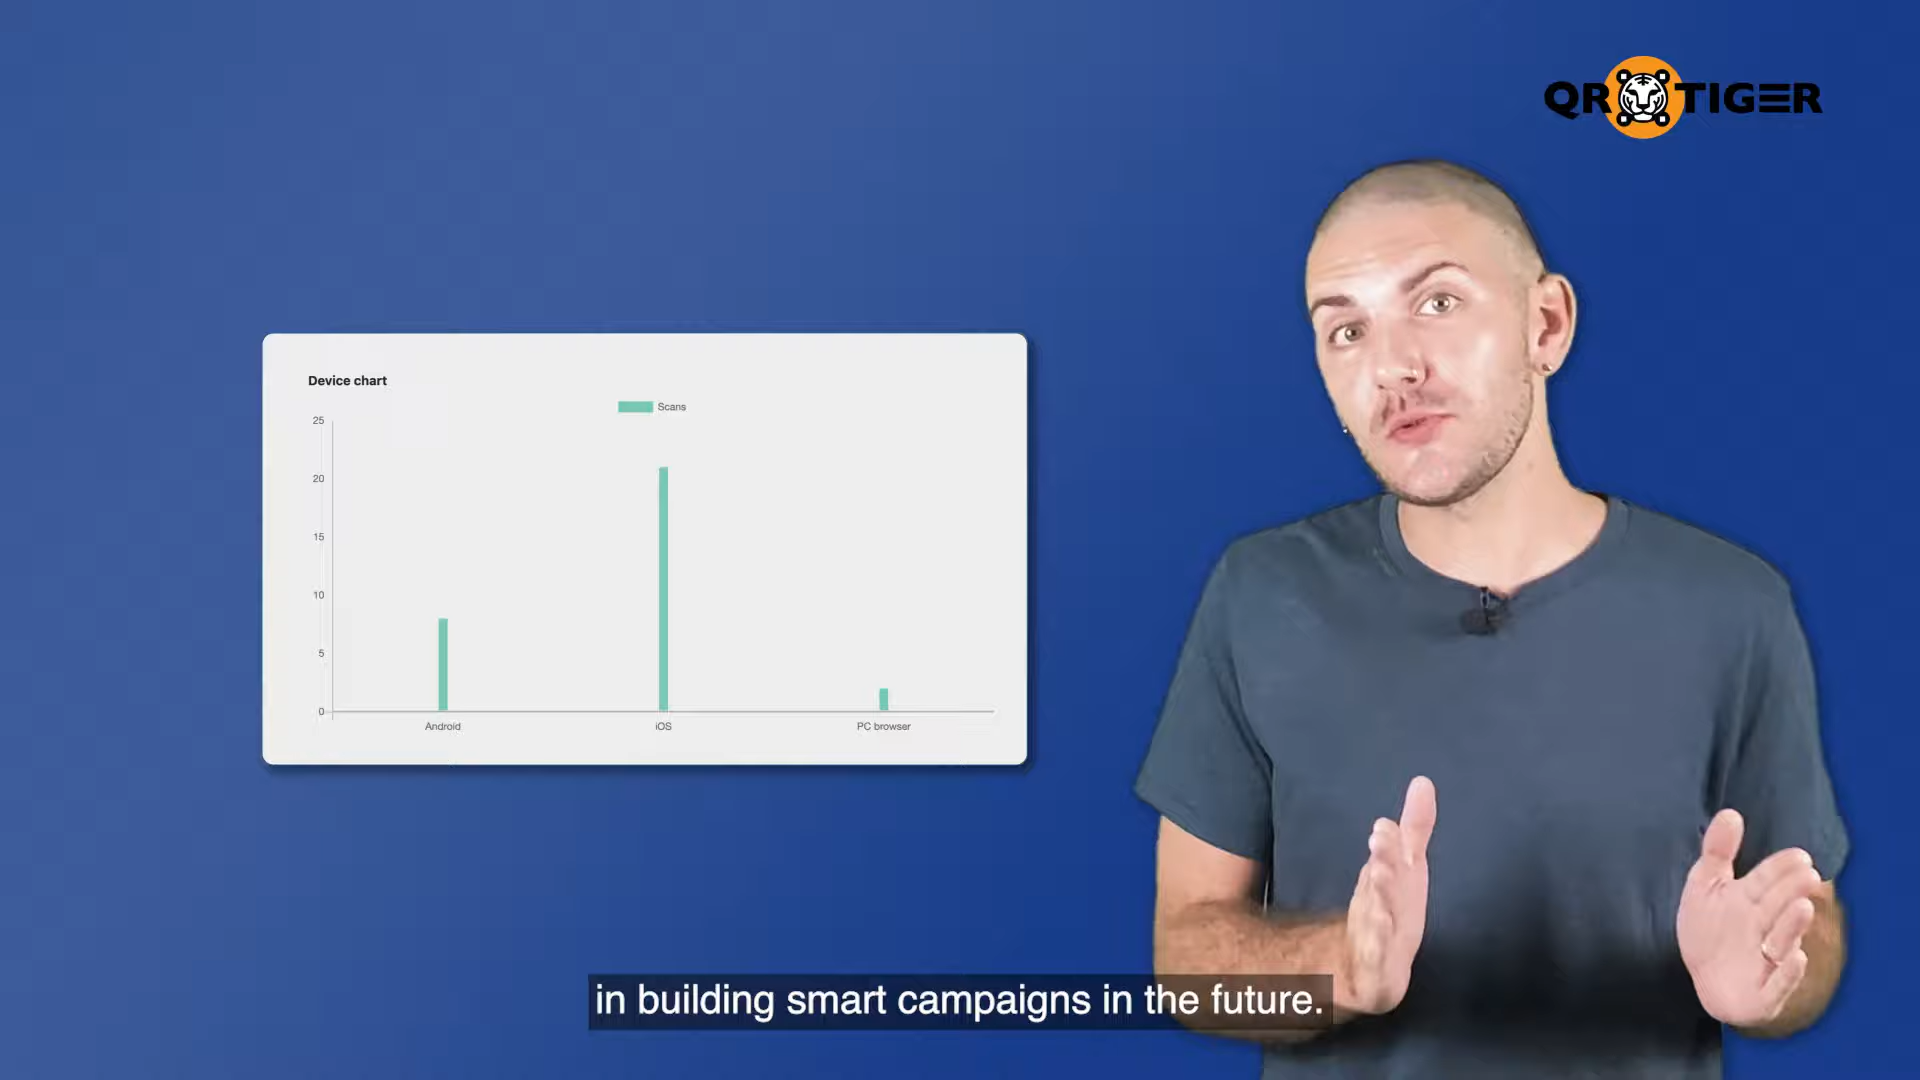 QR TIGER
Device chart
Scans
25
20
15
10
5
0
Android
iOS
PC browser
in building smart campaigns in the future.